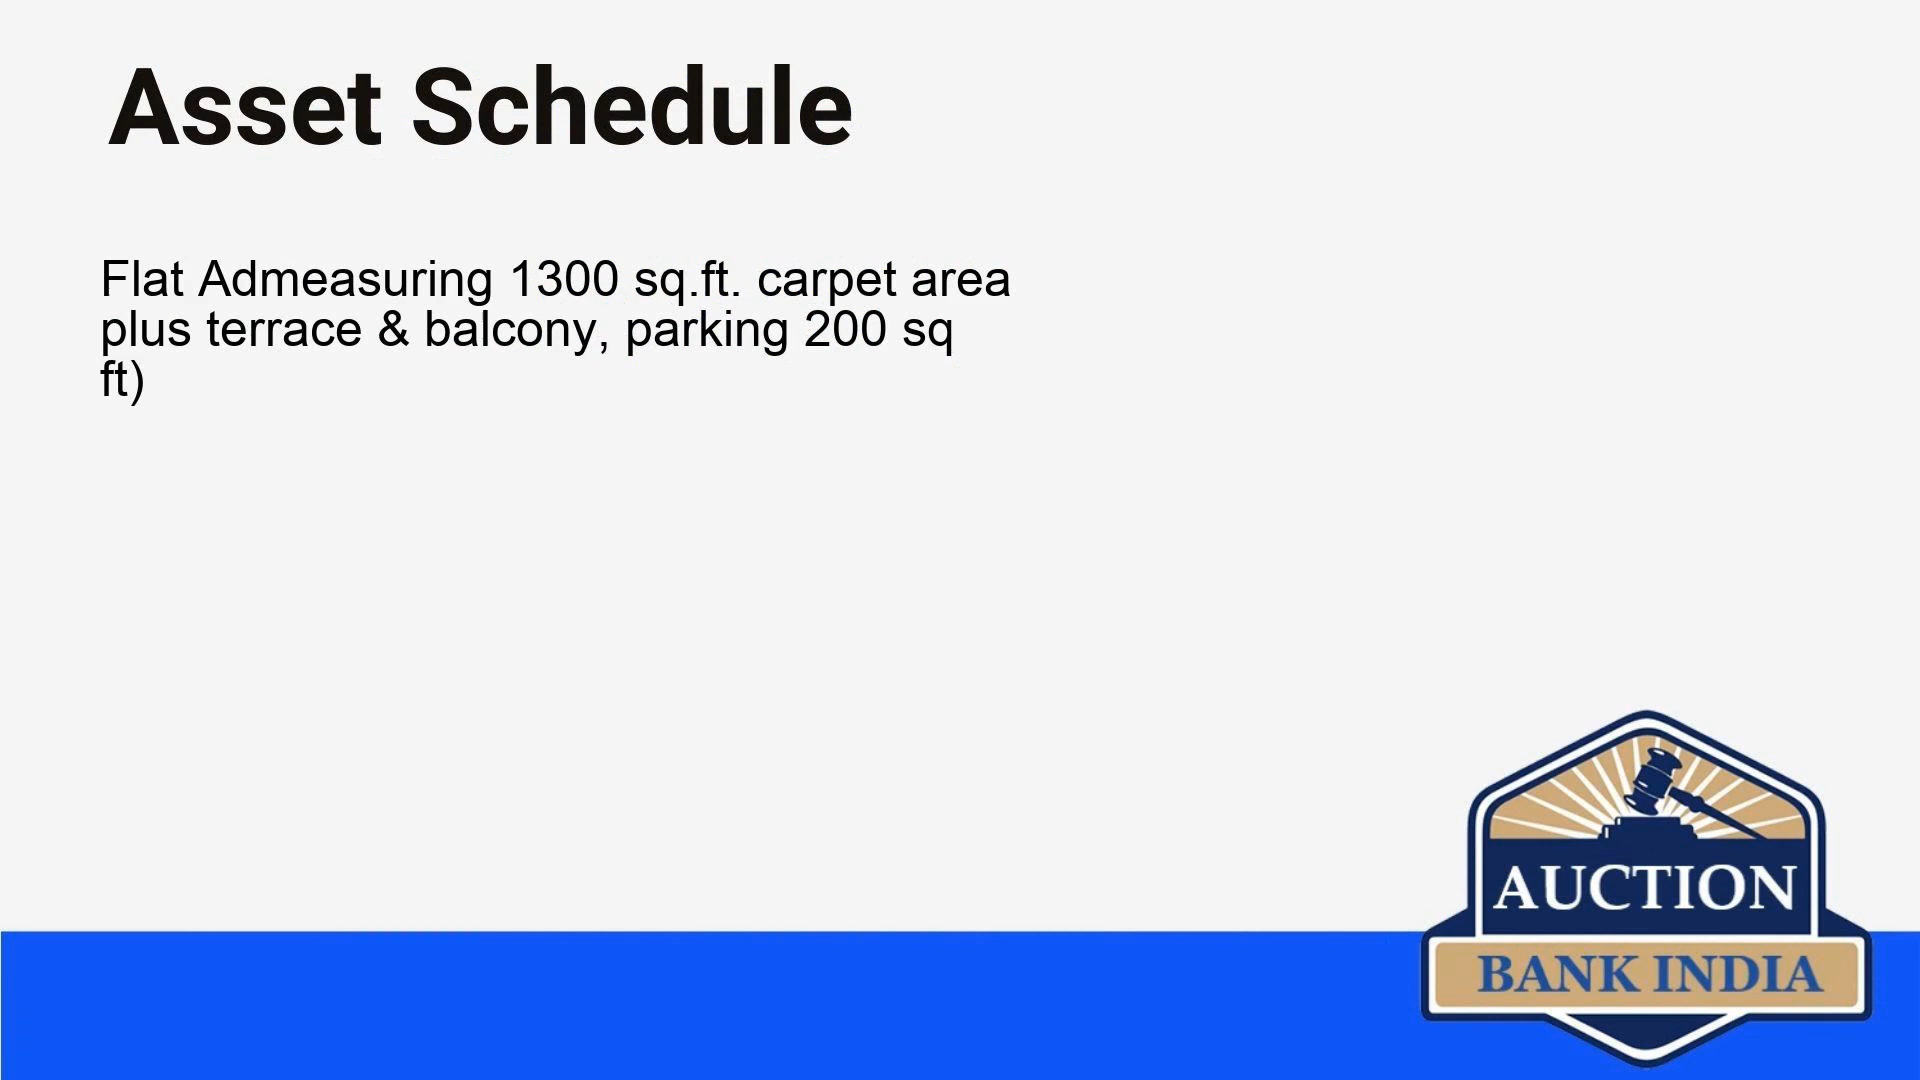 Asset Schedule
Flat Admeasuring 1300 sq.ft. carpet area
plus terrace & balcony, parking 200 sq
ft)
AUCTION
BANK INDIA